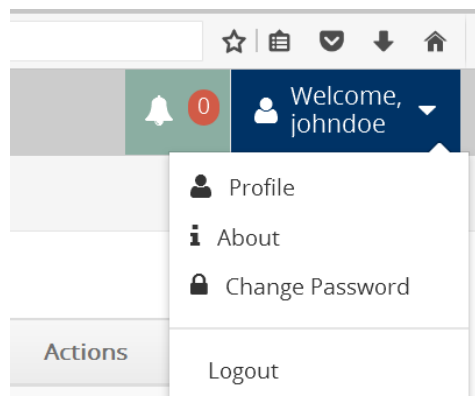 0
Welcome,
johndoe
Profile
About
Change Password
Actions
Logout